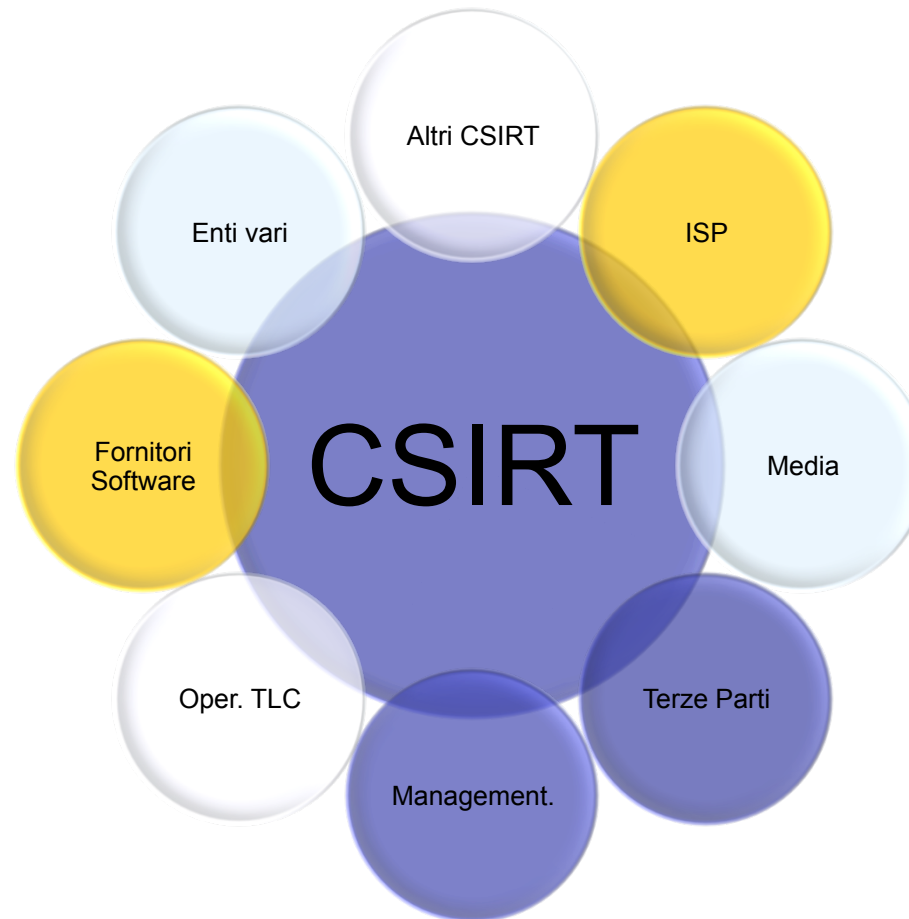 Altri CSIRT
ISP
Enti vari
CSIRT
Fornitori
Software
Media
Oper. TLC
Terze Parti
Management.